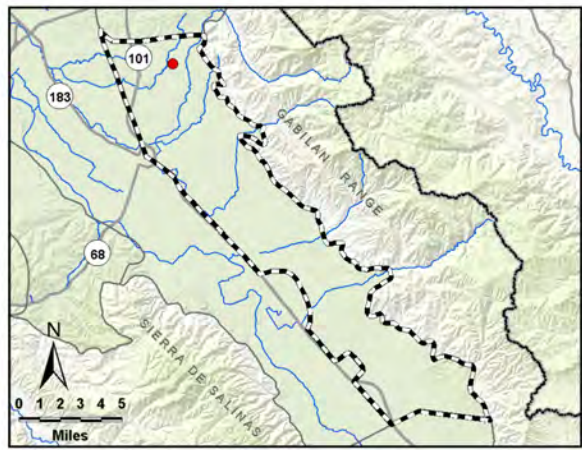 101
183
GABILAN RANGE
68
SIERRA DE SALINAS
N
0 1 2 3 4 5
Miles